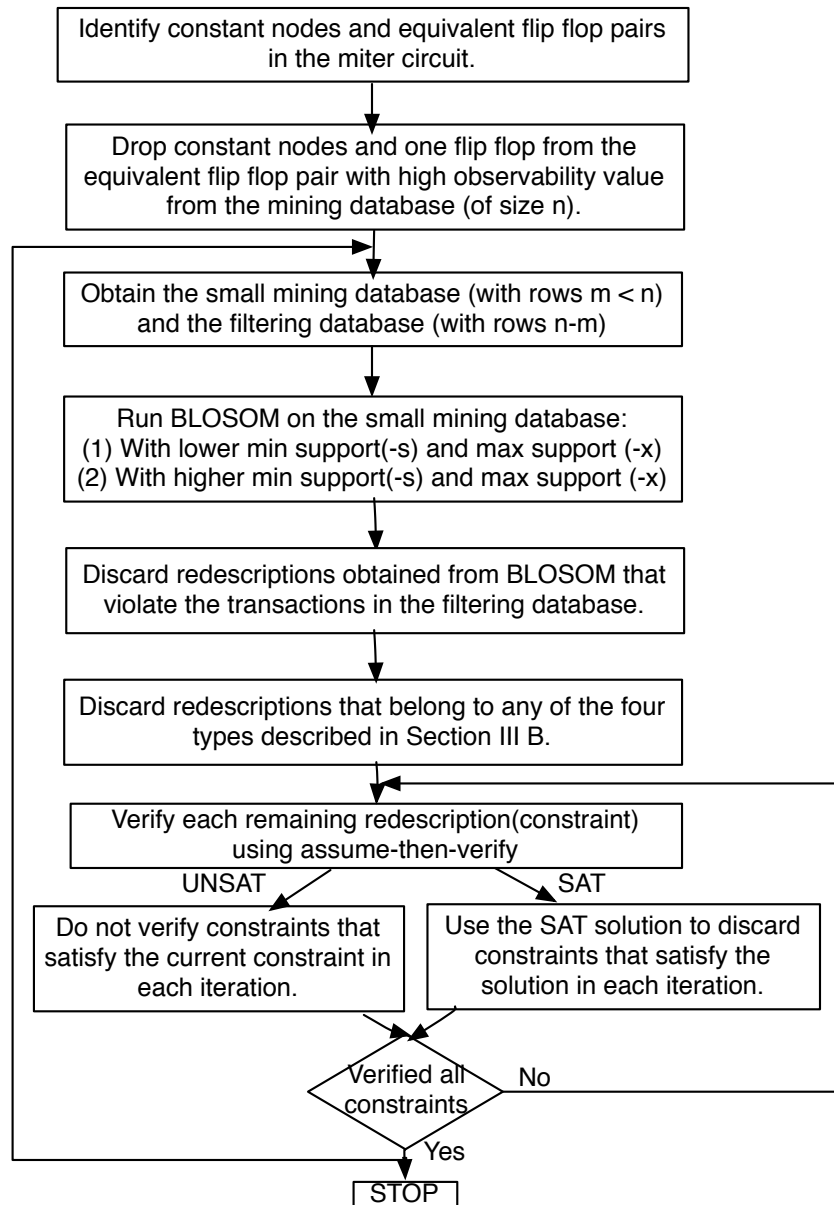 Identify constant nodes and equivalent flip flop pairs
in the miter circuit.
Drop constant nodes and one flip flop from the
equivalent flip flop pair with high observability value
from the mining database (of size n).
Obtain the small mining database (with rows m < n)
and the filtering database (with rows n-m)
Run BLOSOM on the small mining database:
(1) With lower min support(-s) and max support (-x)
(2) With higher min support(-s) and max support (-x)
Discard redescriptions obtained from BLOSOM that
violate the transactions in the filtering database.
Discard redescriptions that belong to any of the four
types described in Section III B.
Verify each remaining redescription(constraint)
using assume-then-verify
UNSAT
SAT
Do not verify constraints that
satisfy the current constraint in
each iteration.
Use the SAT solution to discard
constraints that satisfy the
solution in each iteration.
Verified all
constraints
No
Yes
STOP